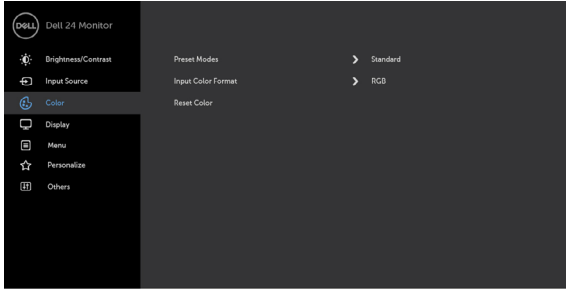 DELL Dell 24 Monitor
Brightness/Contrast
Input Source
Color
Display
Menu
Personalize
Others
Preset Modes Standard
Input Color Format RGB
Reset Color